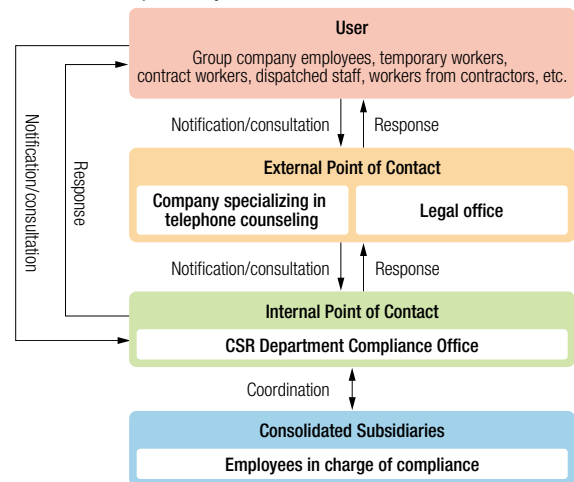 User
Group company employees, temporary workers,
contract workers, dispatched staff, workers from contractors, etc.
Notification/consultation
Response
Notification/consultation
Response
External Point of Contact
Company specializing in
telephone counseling
Legal office
Notification/consultation
Response
Internal Point of Contact
CSR Department Compliance Office
Coordination
Consolidated Subsidiaries
Employees in charge of compliance